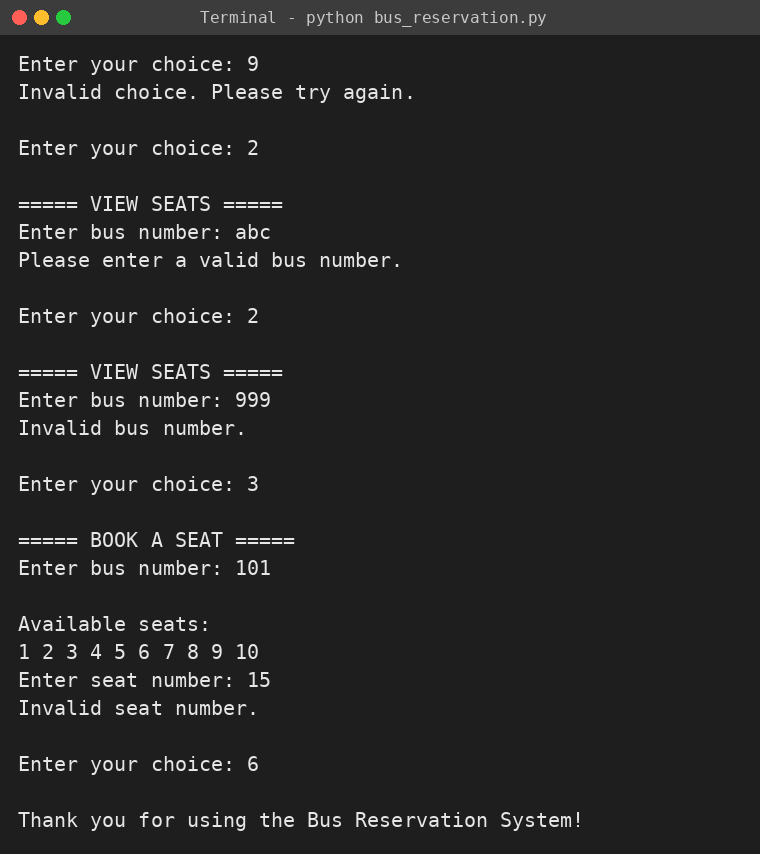 Terminal - python bus_reservation.py
Enter your choice: 9
Invalid choice. Please try again.
Enter your choice: 2
===== VIEW SEATS =====
Enter bus number: abc
Please enter a valid bus number.
Enter your choice: 2
===== VIEW SEATS =====
Enter bus number: 999
Invalid bus number.
Enter your choice: 3
===== BOOK A SEAT =====
Enter bus number: 101
Available seats:
1 2 3 4 5 6 7 8 9 10
Enter seat number: 15
Invalid seat number.
Enter your choice: 6
Thank you for using the Bus Reservation System!